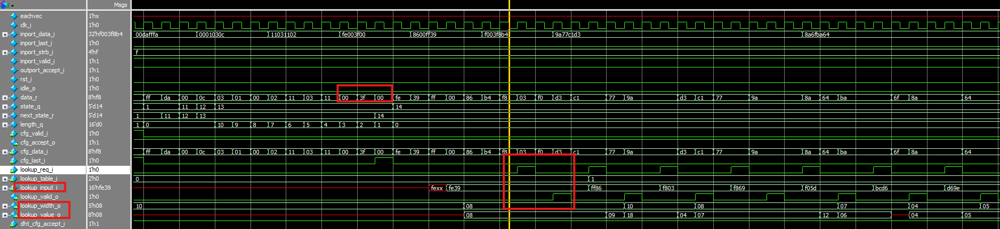 Msgs
eachvec 1'hx
clk_i 1'h0
inport_data_i 32'hf003f8b4 00dafffa 0001030c 11031102 fe003f00 8600ff39 f003f8b4 9a77c1d3 8a6fba64
inport_last_i 1'h0
inport_strb_i 4'hf f
inport_valid_i 1'h1
outport_accept_i 1'h1
rst_i 1'h0
idle_o 1'h0
data_r 8'hf8 ff da 00 0c 03 01 00 02 11 03 11 00 3f 00 fe 39 ff 00 86 b4 f8 03 f0 d3 c1 77 9a d3 c1 77 9a 8a 64 ba 6f 8a 64
state_q 5'd14 1 11 12 13 14
next_state_r 5'd14 1 11 12 13 14
length_q 16'd0 1 0 10 9 8 7 6 5 4 3 2 1 0
cfg_valid_i 1'h0
cfg_accept_o 1'h1
cfg_data_i 8'hf8 ff da 00 0c 03 01 00 02 11 03 11 00 3f 00 fe 39 ff 00 86 b4 f8 03 f0 d3 c1 77 9a d3 c1 77 9a 8a 64 ba 6f 8a 64
cfg_last_i 1'h0
lookup_req_i 1'h0
lookup_table_i 2'h0 0 1
lookup_input_i 16'hfe39 fexx fe39 ff86 f803 f869 f05d bcd6 d69e
lookup_valid_o 1'h0
lookup_width_o 5'h08 10 08 10 08 07 04 05
lookup_value_o 8'h08 08 09 18 04 07 12 06 04 05
dht_cfg_accept_i 1'h1